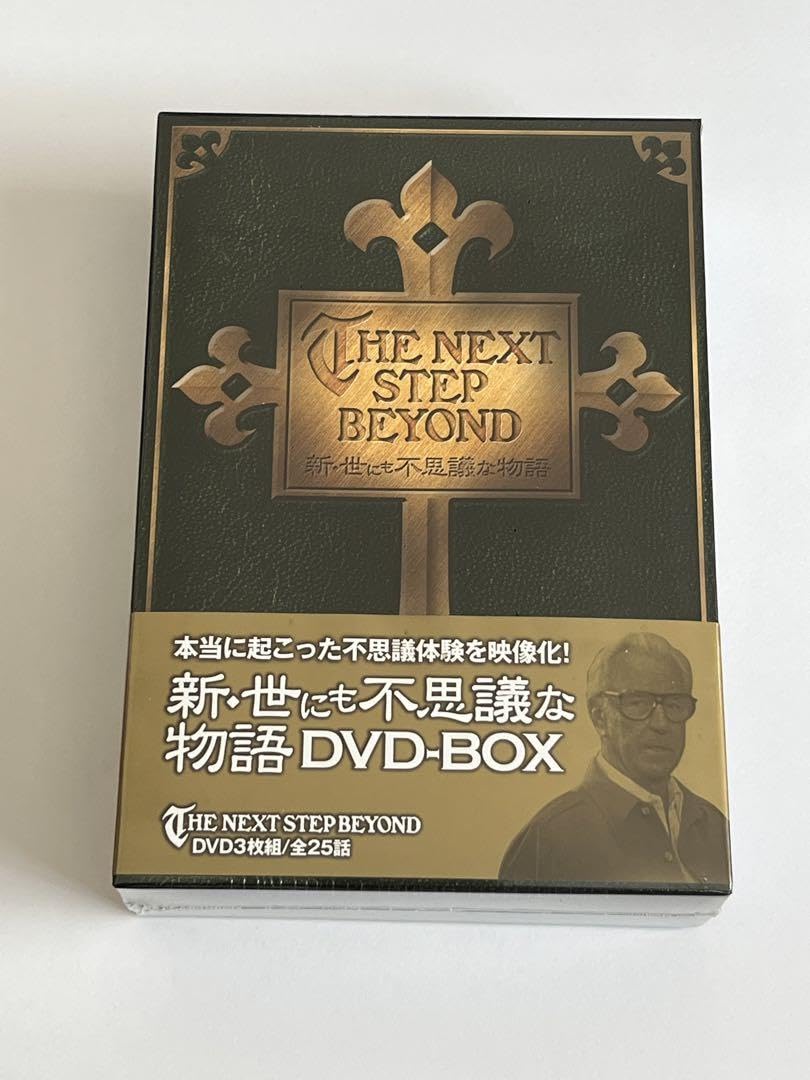 THE NEXT
STEP
BEYOND
新・世にも不思議な物語
本当に起こった不思議体験を映像化!
新・世にも不思議な
物語 DVD-BOX
THE NEXT STEP BEYOND
DVD3枚組/全25話